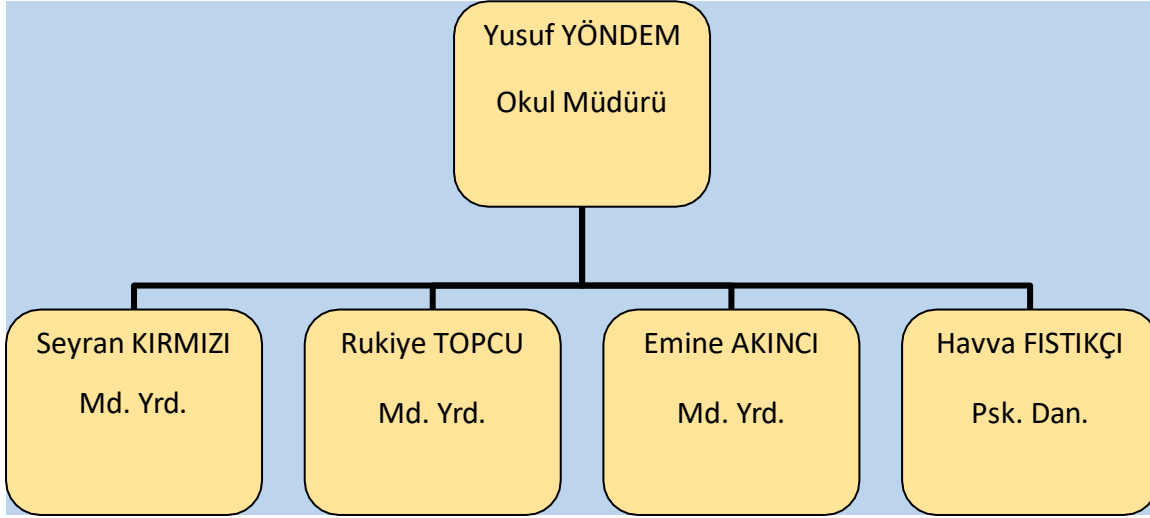 Yusuf YÖNDEM
Okul Müdürü
Seyran KIRMIZI
Md. Yrd.
Rukiye TOPCU
Md. Yrd.
Emine AKINCI
Md. Yrd.
Havva FISTIKÇI
Psk. Dan.